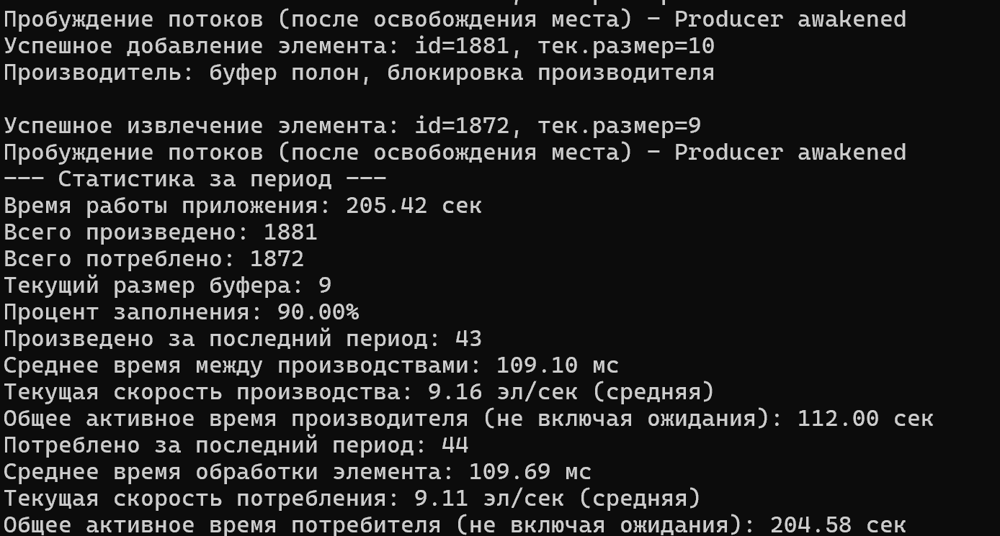 Пробуждение потоков (после освобождения места) – Producer awakened
Успешное добавление элемента: id=1881, тек.размер=10
Производитель: буфер полон, блокировка производителя
Успешное извлечение элемента: id=1872, тек.размер=9
Пробуждение потоков (после освобождения места) – Producer awakened
--- Статистика за период ---
Время работы приложения: 205.42 сек
Всего произведено: 1881
Всего потреблено: 1872
Текущий размер буфера: 9
Процент заполнения: 90.00%
Произведено за последний период: 43
Среднее время между производствами: 109.10 мс
Текущая скорость производства: 9.16 эл/сек (средняя)
Общее активное время производителя (не включая ожидания): 112.00 сек
Потреблено за последний период: 44
Среднее время обработки элемента: 109.69 мс
Текущая скорость потребления: 9.11 эл/сек (средняя)
Общее активное время потребителя (не включая ожидания): 204.58 сек